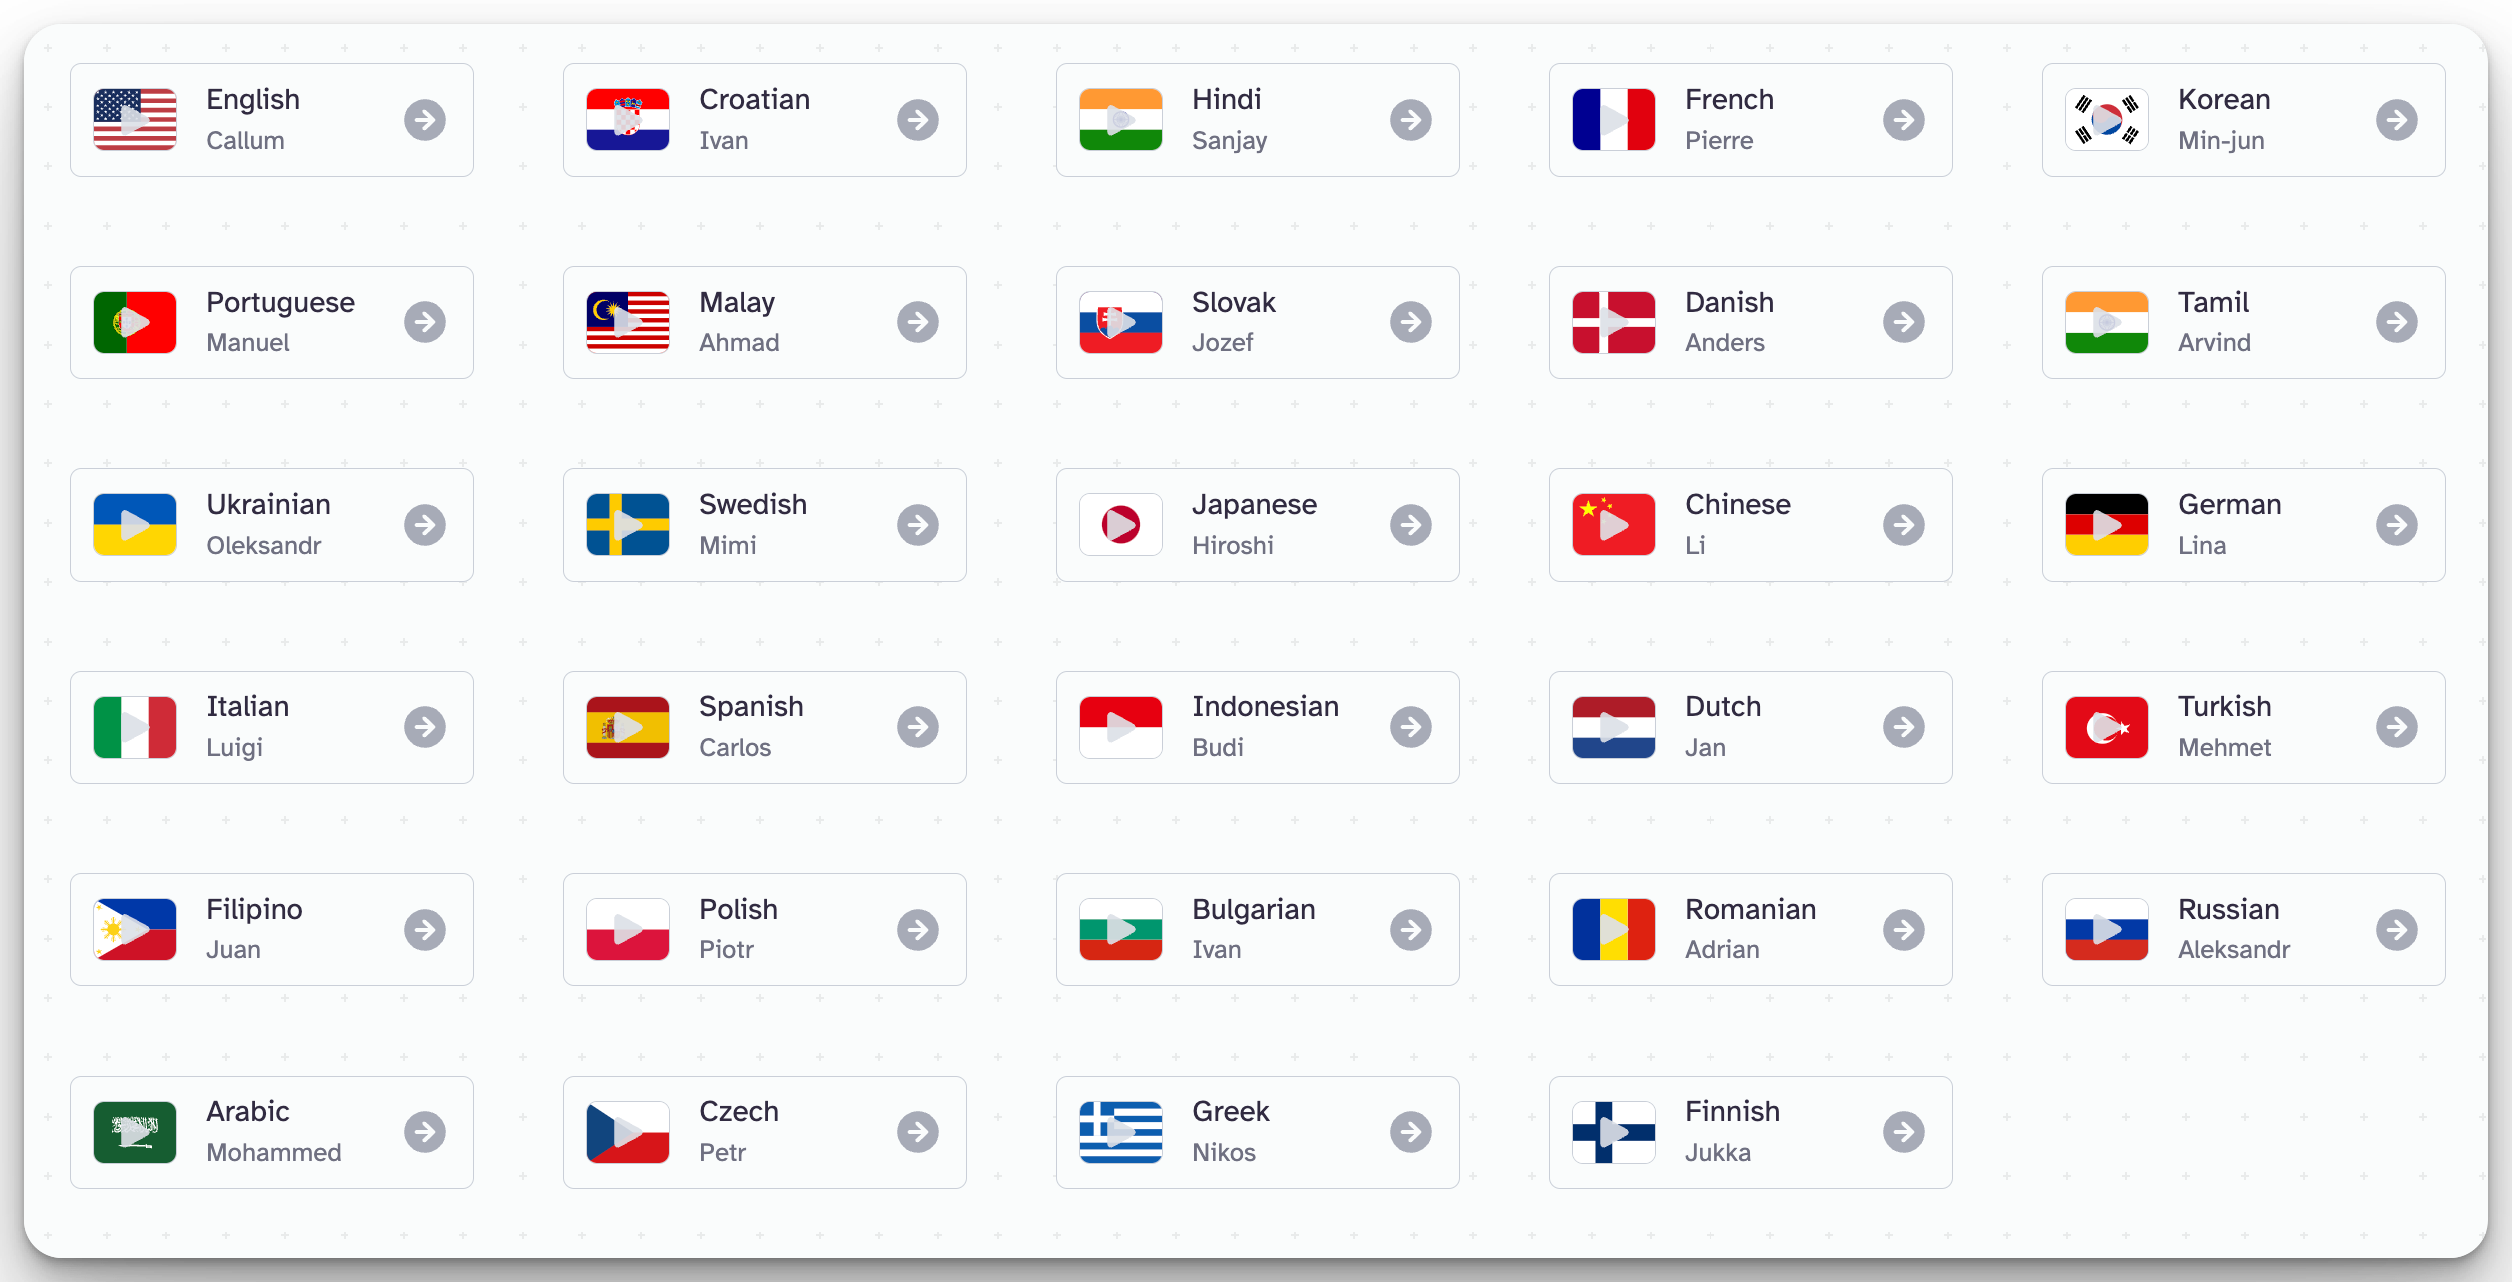 English
Callum
Croatian
Ivan
Hindi
Sanjay
French
Pierre
Korean
Min-jun
Portuguese
Manuel
Malay
Ahmad
Slovak
Jozef
Danish
Anders
Tamil
Arvind
Ukrainian
Oleksandr
Swedish
Mimi
Japanese
Hiroshi
Chinese
Li
German
Lina
Italian
Luigi
Spanish
Carlos
Indonesian
Budi
Dutch
Jan
Turkish
Mehmet
Filipino
Juan
Polish
Piotr
Bulgarian
Ivan
Romanian
Adrian
Russian
Aleksandr
Arabic
Mohammed
Czech
Petr
Greek
Nikos
Finnish
Jukka